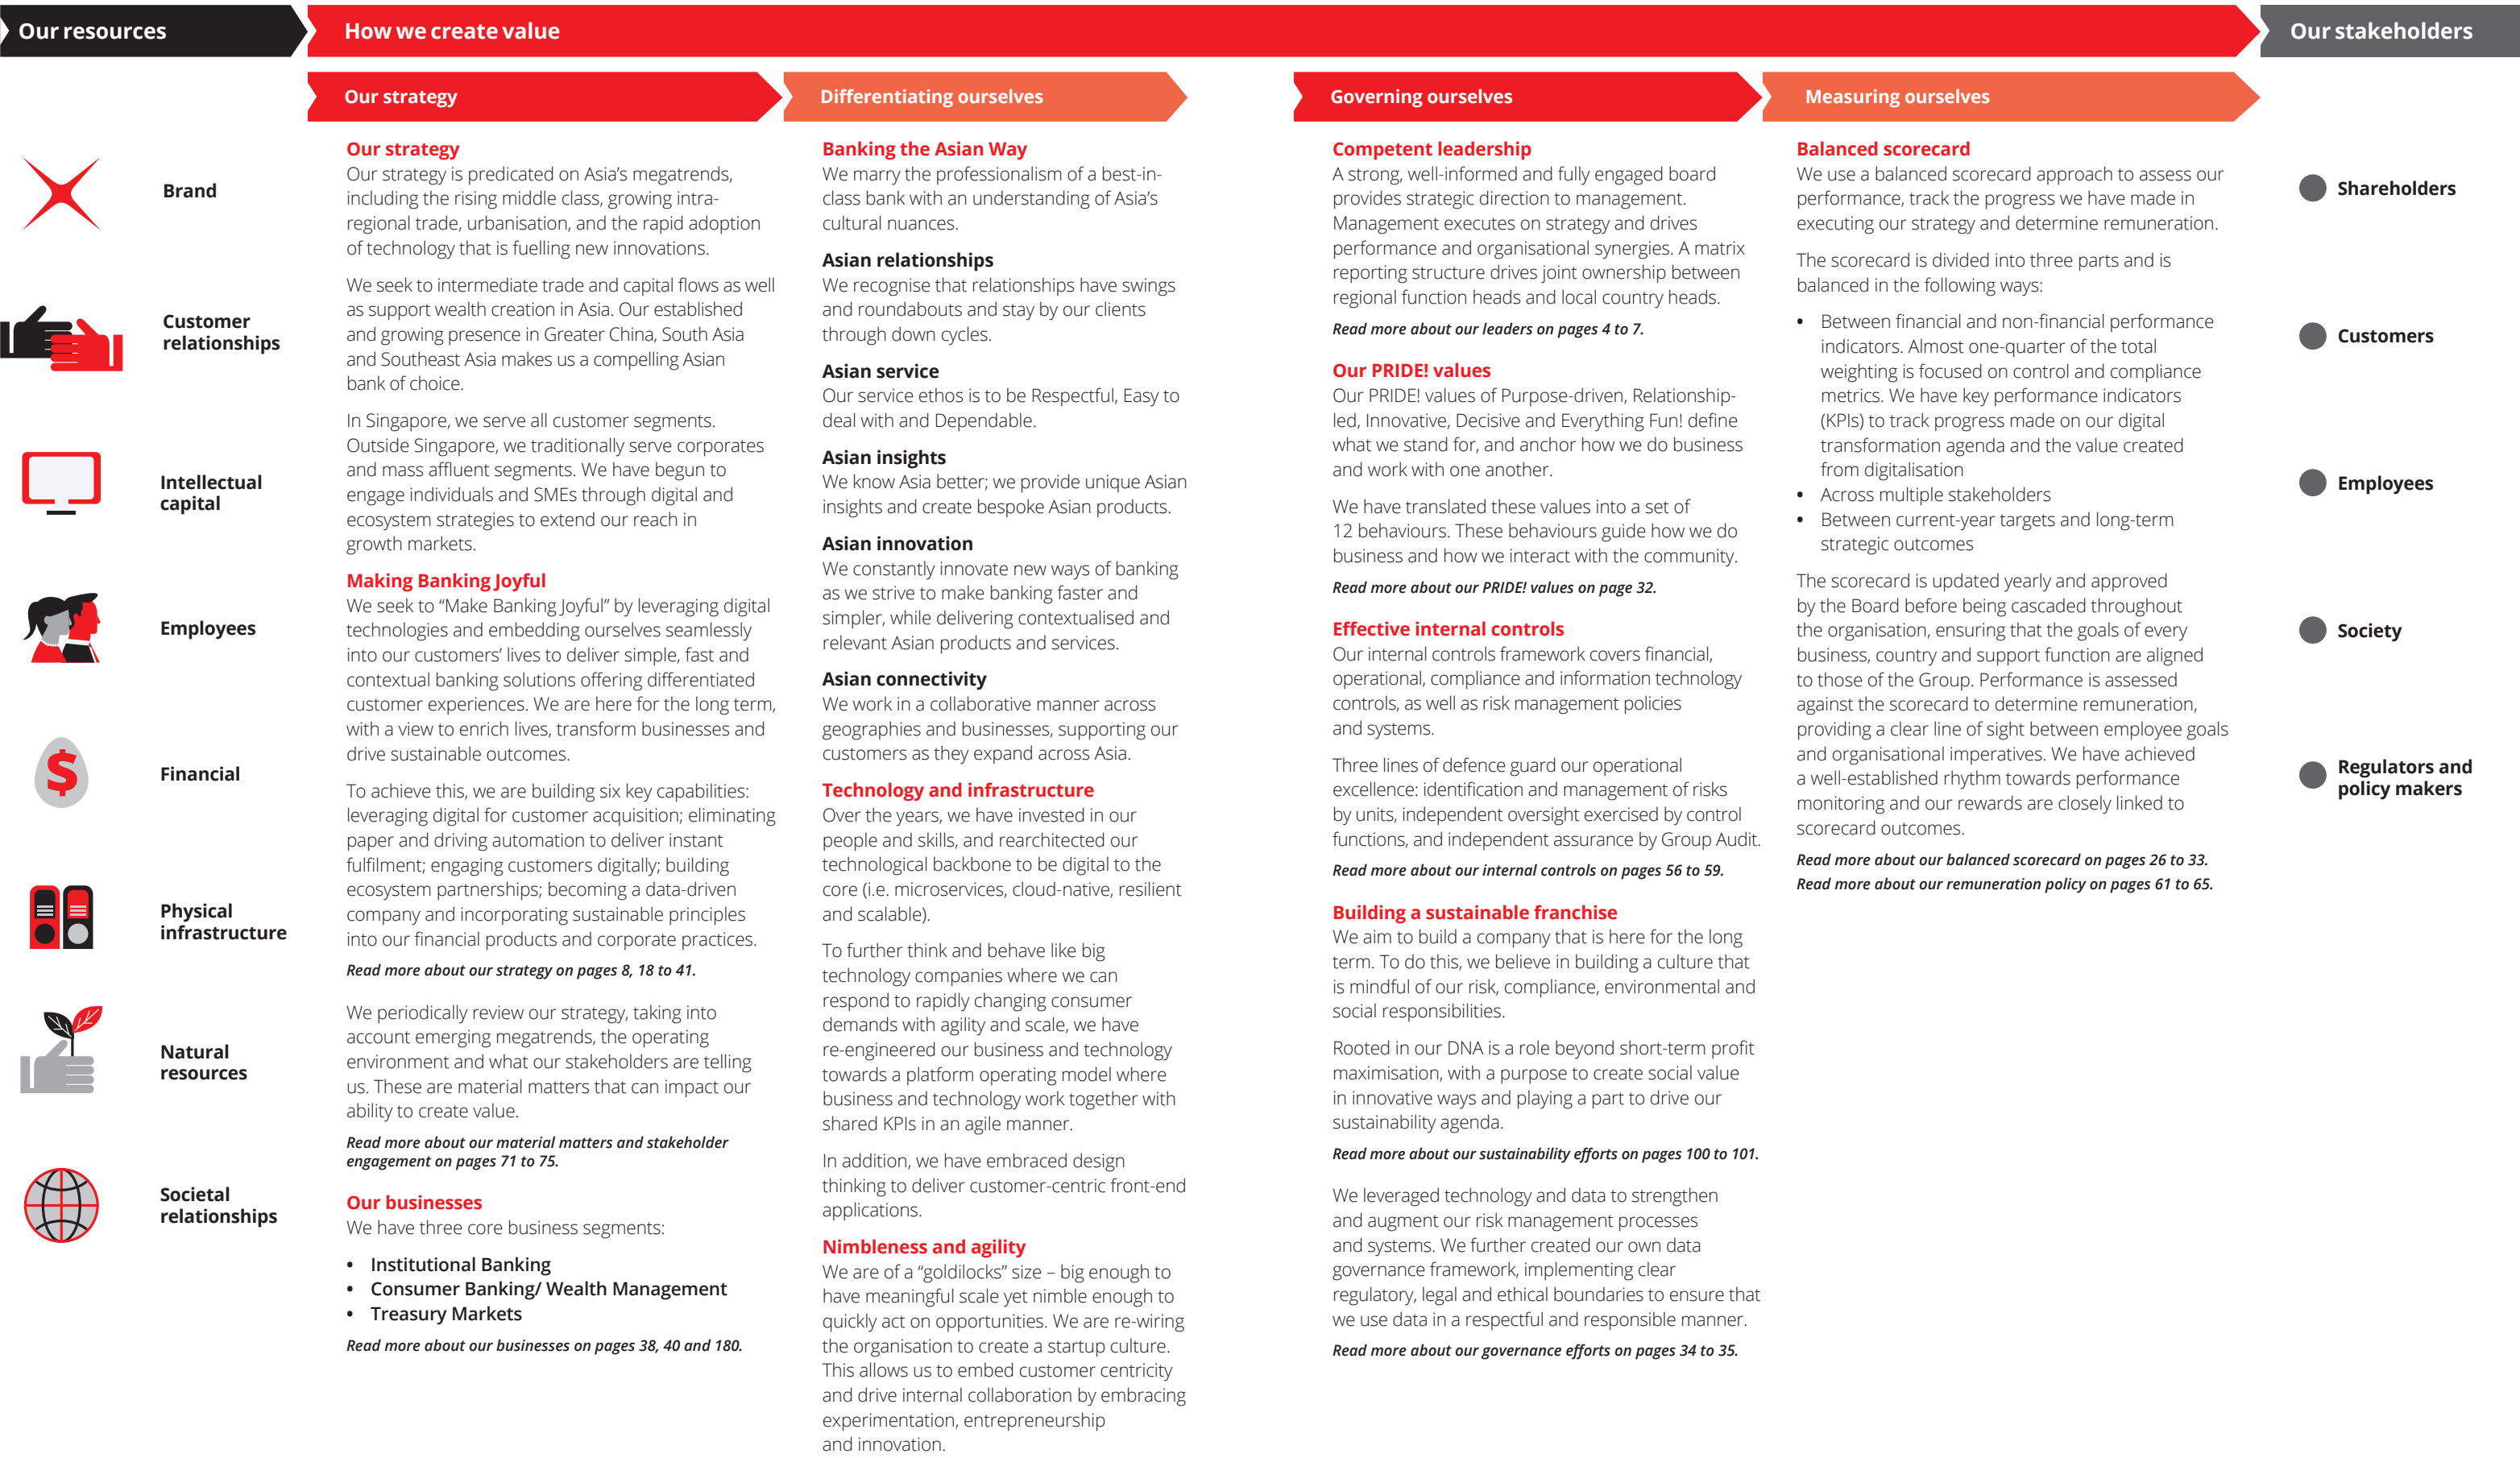 Our resources
How we create value
Our stakeholders
Our strategy
Differentiating ourselves
Governing ourselves
Measuring ourselves
Brand
Customer
relationships
Intellectual
capital
Employees
Financial
Physical
infrastructure
Natural
resources
Societal
relationships
Our strategy
Our strategy is predicated on Asia's megatrends,
including the rising middle class, growing intra-
regional trade, urbanisation, and the rapid adoption
of technology that is fuelling new innovations.
We seek to intermediate trade and capital flows as well
as support wealth creation in Asia. Our established
and growing presence in Greater China, South Asia
and Southeast Asia makes us a compelling Asian
bank of choice.
In Singapore, we serve all customer segments.
Outside Singapore, we traditionally serve corporates
and mass affluent segments. We have begun to
engage individuals and SMEs through digital and
ecosystem strategies to extend our reach in
growth markets.
Making Banking Joyful
We seek to “Make Banking Joyful” by leveraging digital
technologies and embedding ourselves seamlessly
into our customers' lives to deliver simple, fast and
contextual banking solutions offering differentiated
customer experiences. We are here for the long term,
with a view to enrich lives, transform businesses and
drive sustainable outcomes.
To achieve this, we are building six key capabilities:
leveraging digital for customer acquisition; eliminating
paper and driving automation to deliver instant
fulfilment; engaging customers digitally; building
ecosystem partnerships; becoming a data-driven
company and incorporating sustainable principles
into our financial products and corporate practices.
Read more about our strategy on pages 8, 18 to 41.
We periodically review our strategy, taking into
account emerging megatrends, the operating
environment and what our stakeholders are telling
us. These are material matters that can impact our
ability to create value.
Read more about our material matters and stakeholder
engagement on pages 71 to 75.
Our businesses
We have three core business segments:
• Institutional Banking
• Consumer Banking/ Wealth Management
• Treasury Markets
Read more about our businesses on pages 38, 40 and 180.
Banking the Asian Way
We marry the professionalism of a best-in-
class bank with an understanding of Asia's
cultural nuances.
Asian relationships
We recognise that relationships have swings
and roundabouts and stay by our clients
through down cycles.
Asian service
Our service ethos is to be Respectful, Easy to
deal with and Dependable.
Asian insights
We know Asia better; we provide unique Asian
insights and create bespoke Asian products.
Asian innovation
We constantly innovate new ways of banking
as we strive to make banking faster and
simpler, while delivering contextualised and
relevant Asian products and services.
Asian connectivity
We work in a collaborative manner across
geographies and businesses, supporting our
customers as they expand across Asia.
Technology and infrastructure
Over the years, we have invested in our
people and skills, and rearchitected our
technological backbone to be digital to the
core (i.e. microservices, cloud-native, resilient
and scalable).
To further think and behave like big
technology companies where we can
respond to rapidly changing consumer
demands with agility and scale, we have
re-engineered our business and technology
towards a platform operating model where
business and technology work together with
shared KPIs in an agile manner.
In addition, we have embraced design
thinking to deliver customer-centric front-end
applications.
Nimbleness and agility
We are of a “goldilocks” size – big enough to
have meaningful scale yet nimble enough to
quickly act on opportunities. We are re-wiring
the organisation to create a startup culture.
This allows us to embed customer centricity
and drive internal collaboration by embracing
experimentation, entrepreneurship
and innovation.
Competent leadership
A strong, well-informed and fully engaged board
provides strategic direction to management.
Management executes on strategy and drives
performance and organisational synergies. A matrix
reporting structure drives joint ownership between
regional function heads and local country heads.
Read more about our leaders on pages 4 to 7.
Our PRIDE! values
Our PRIDE! values of Purpose-driven, Relationship-
led, Innovative, Decisive and Everything Fun! define
what we stand for, and anchor how we do business
and work with one another.
We have translated these values into a set of
12 behaviours. These behaviours guide how we do
business and how we interact with the community.
Read more about our PRIDE! values on page 32.
Effective internal controls
Our internal controls framework covers financial,
operational, compliance and information technology
controls, as well as risk management policies
and systems.
Three lines of defence guard our operational
excellence: identification and management of risks
by units, independent oversight exercised by control
functions, and independent assurance by Group Audit.
Read more about our internal controls on pages 56 to 59.
Building a sustainable franchise
We aim to build a company that is here for the long
term. To do this, we believe in building a culture that
is mindful of our risk, compliance, environmental and
social responsibilities.
Rooted in our DNA is a role beyond short-term profit
maximisation, with a purpose to create social value
in innovative ways and playing a part to drive our
sustainability agenda.
Read more about our sustainability efforts on pages 100 to 101.
We leveraged technology and data to strengthen
and augment our risk management processes
and systems. We further created our own data
governance framework, implementing clear
regulatory, legal and ethical boundaries to ensure that
we use data in a respectful and responsible manner.
Read more about our governance efforts on pages 34 to 35.
Balanced scorecard
We use a balanced scorecard approach to assess our
performance, track the progress we have made in
executing our strategy and determine remuneration.
The scorecard is divided into three parts and is
balanced in the following ways:
• Between financial and non-financial performance
indicators. Almost one-quarter of the total
weighting is focused on control and compliance
metrics. We have key performance indicators
(KPIs) to track progress made on our digital
transformation agenda and the value created
from digitalisation
• Across multiple stakeholders
• Between current-year targets and long-term
strategic outcomes
The scorecard is updated yearly and approved
by the Board before being cascaded throughout
the organisation, ensuring that the goals of every
business, country and support function are aligned
to those of the Group. Performance is assessed
against the scorecard to determine remuneration,
providing a clear line of sight between employee goals
and organisational imperatives. We have achieved
a well-established rhythm towards performance
monitoring and our rewards are closely linked to
scorecard outcomes.
Read more about our balanced scorecard on pages 26 to 33.
Read more about our remuneration policy on pages 61 to 65.
Shareholders
Customers
Employees
Society
Regulators and
policy makers